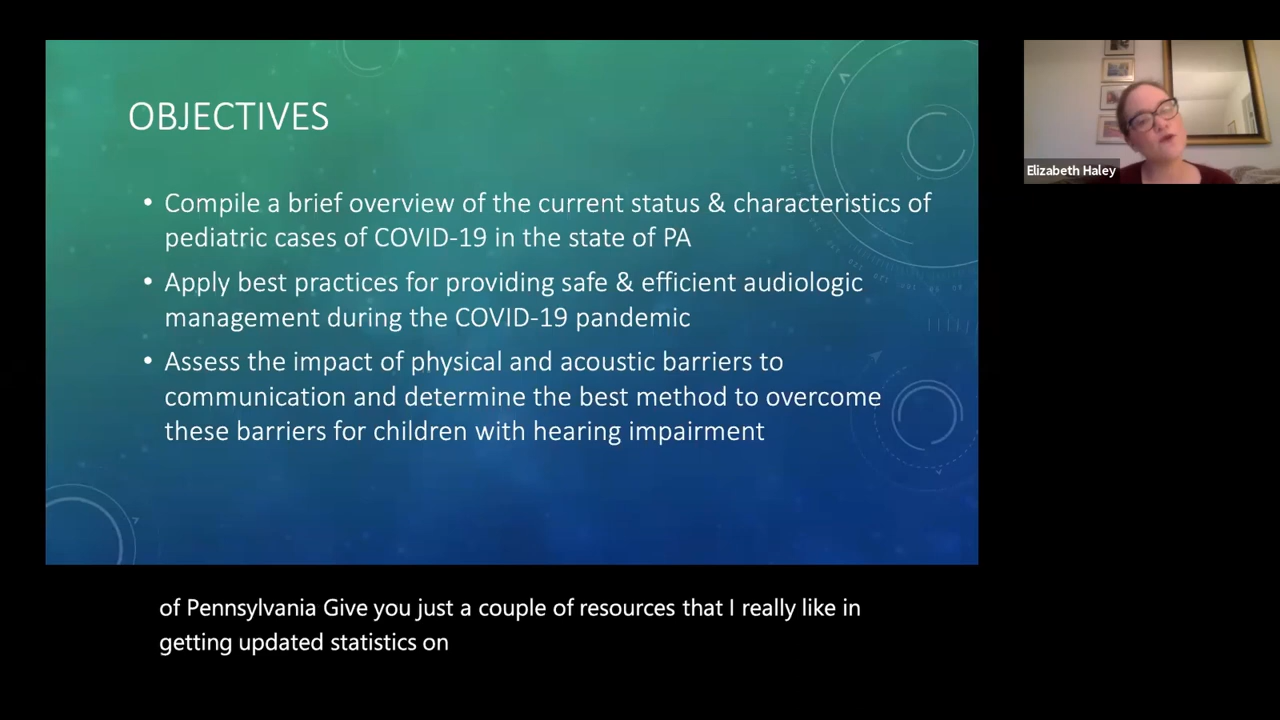 OBJECTIVES
• Compile a brief overview of the current status & characteristics of
pediatric cases of COVID-19 in the state of PA
• Apply best practices for providing safe & efficient audiologic
management during the COVID-19 pandemic
• Assess the impact of physical and acoustic barriers to
communication and determine the best method to overcome
these barriers for children with hearing impairment
Elizabeth Haley
of Pennsylvania Give you just a couple of resources that I really like in
getting updated statistics on